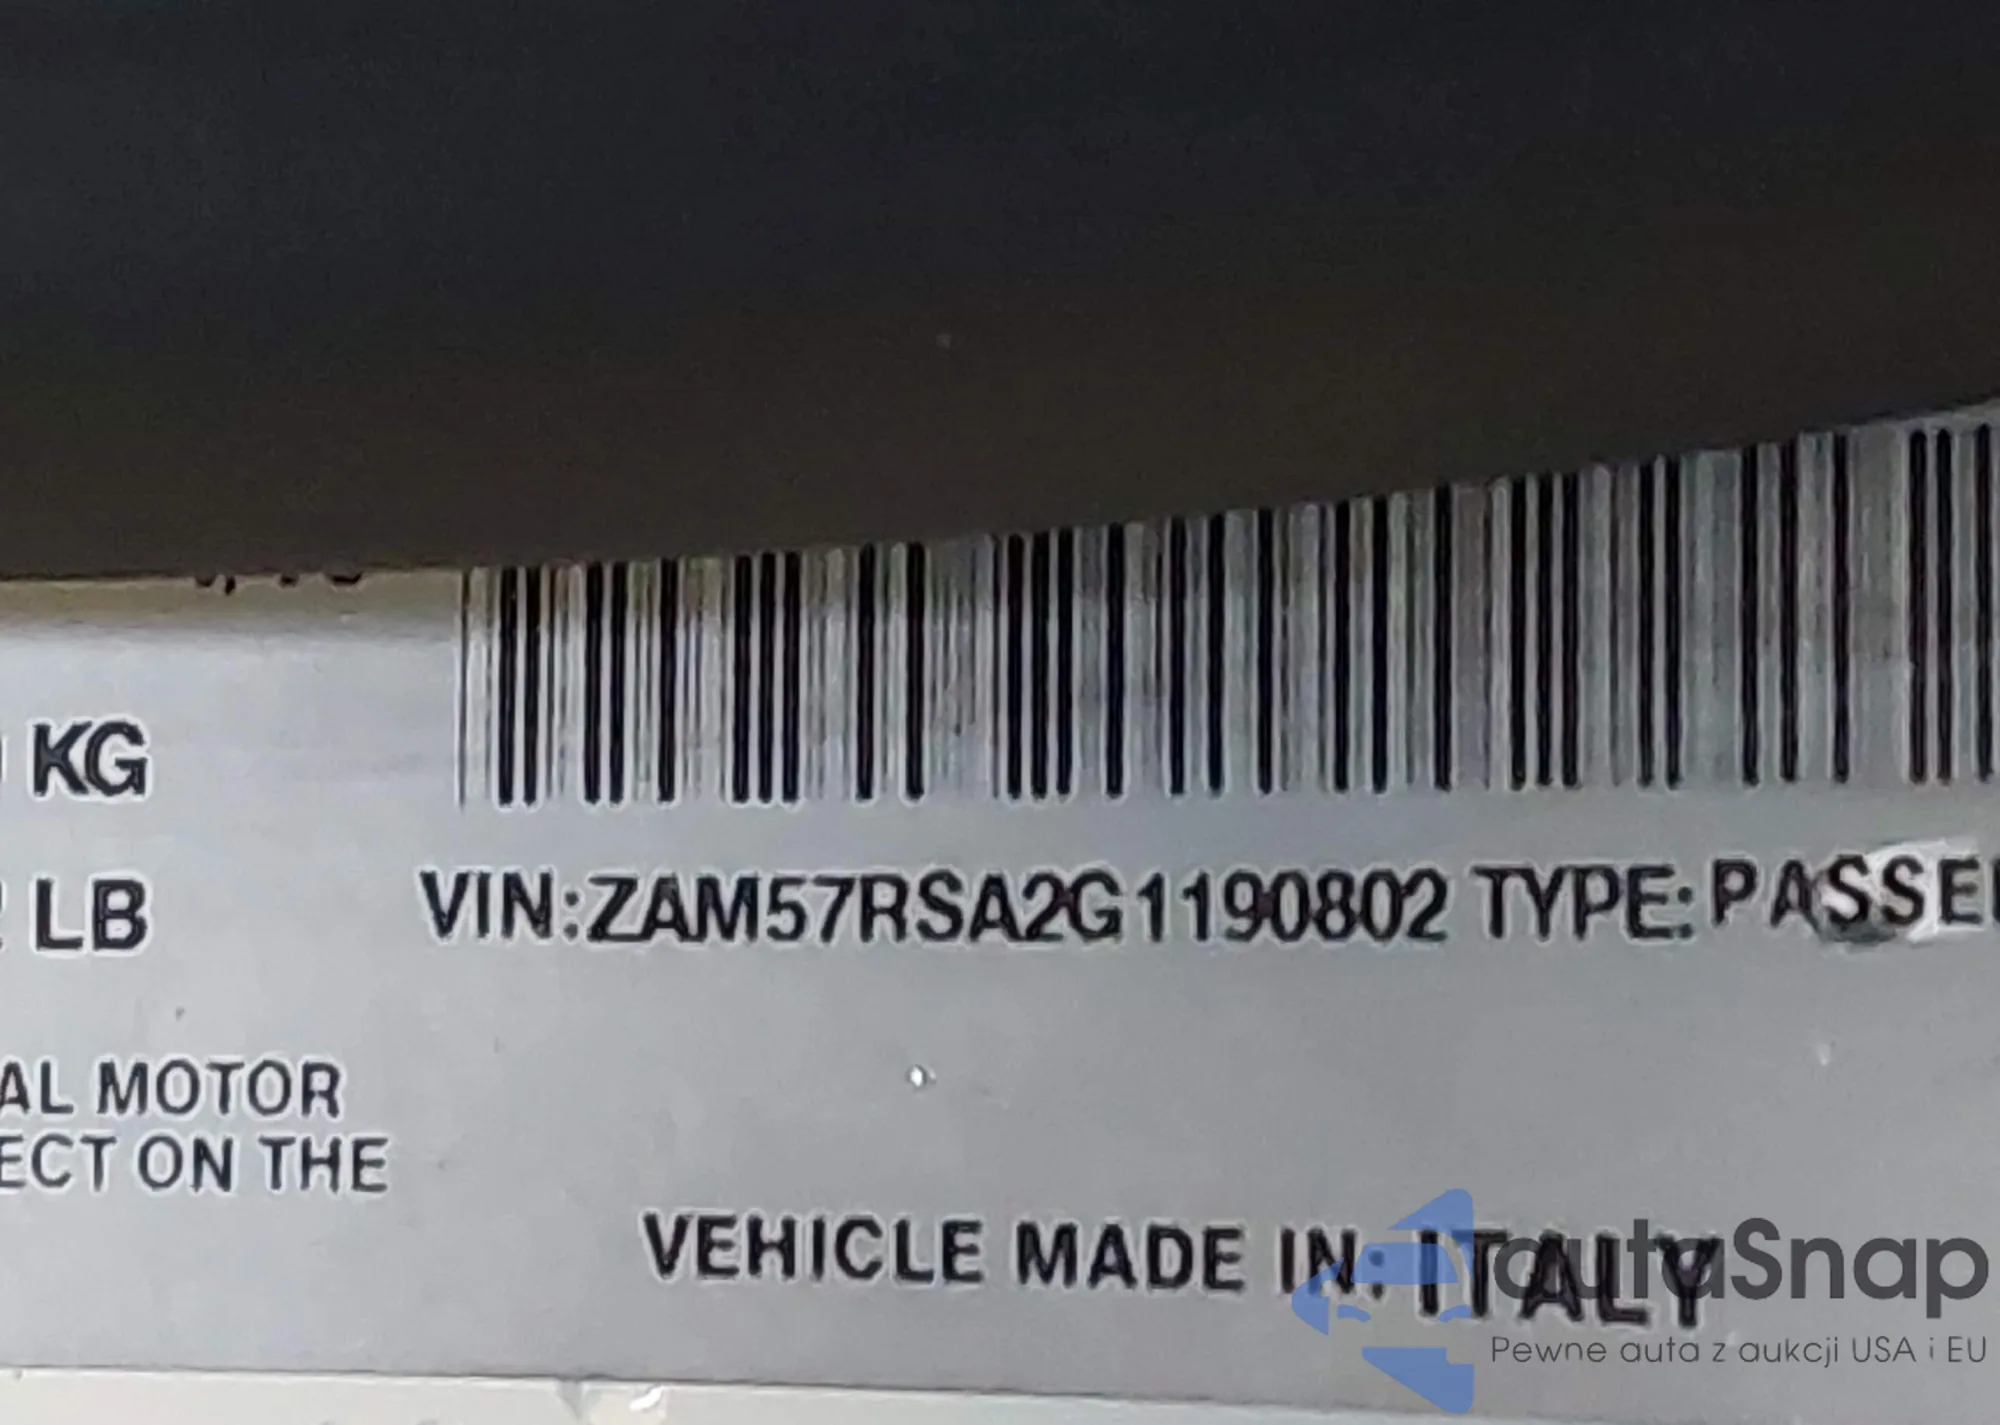 KG
LB
VIN:ZAM57RSA2G1190802 TYPE:PASSE
AL MOTOR
ECT ON THE
VEHICLE MADE IN: ITALY
autaSnap
Pewne auta z aukcji USA i EU